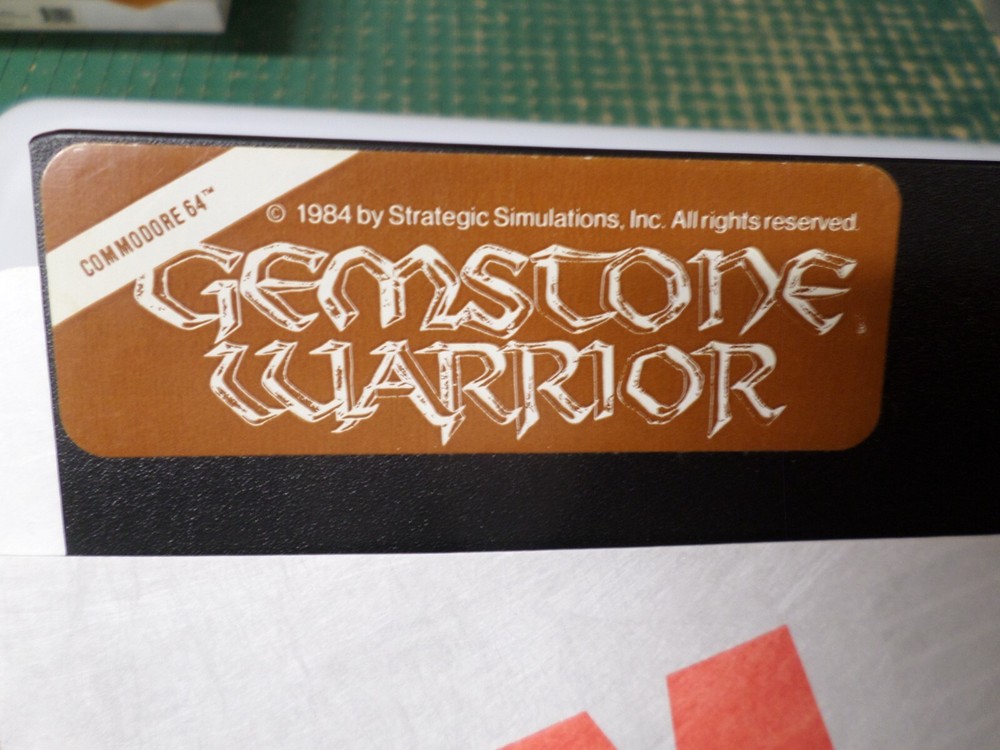 COMMODORE 64™
© 1984 by Strategic Simulations, Inc. All rights reserved.
GEMSTONE
WARRIOR